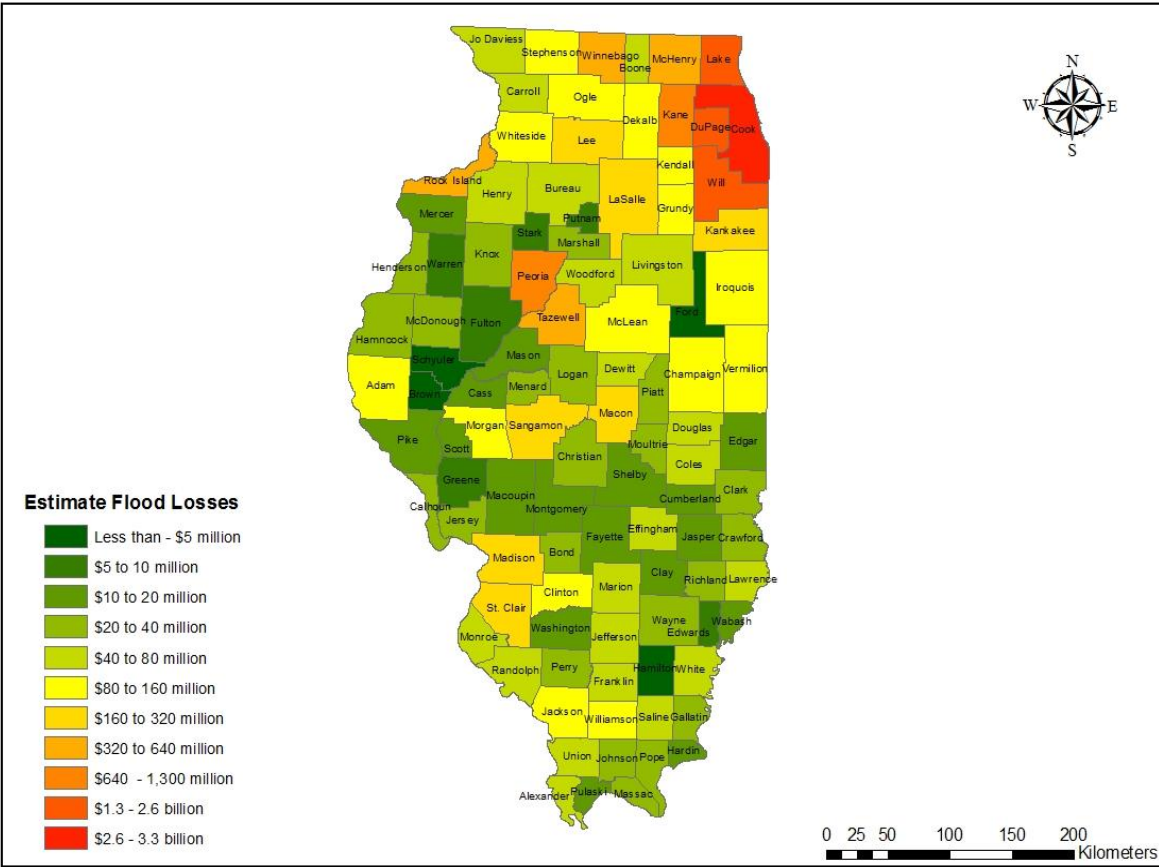 Jo Daviess
Stephenson
Winnebago
Boone
McHenry
Lake
N
W
E
S
Carroll
Ogle
Dekalb
Kane
DuPage
Cook
Whiteside
Lee
Kendall
Will
Rock Island
Henry
Bureau
LaSalle
Grundy
Mercer
Putnam
Kankakee
Stark
Marshall
Knox
Henderson
Warren
Peoria
Woodford
Livingston
Iroquois
Ford
McDonough
Fulton
Tazewell
McLean
Hamncock
Schyuler
Mason
Logan
Dewitt
Champaign
Vermilion
Adam
Brown
Cass
Menard
Piatt
Macon
Morgan
Sangamon
Douglas
Pike
Scott
Moultrie
Edgar
Christian
Coles
Greene
Shelby
Macoupin
Cumberland
Clark
Calhoun
Jersey
Montgomery
Effingham
Fayette
Jasper
Crawford
Madison
Bond
Clay
Richland
Lawrence
Clinton
Marion
St. Clair
Wayne
Edwards
Wabash
Washington
Jefferson
Monroe
Randolph
Perry
Hamilton
White
Franklin
Jackson
Williamson
Saline
Gallatin
Union
Johnson
Pope
Hardin
Alexander
Pulaski
Massac
Estimate Flood Losses
Less than - $5 million
$5 to 10 million
$10 to 20 million
$20 to 40 million
$40 to 80 million
$80 to 160 million
$160 to 320 million
$320 to 640 million
$640 - 1,300 million
$1.3 - 2.6 billion
$2.6 - 3.3 billion
0 25 50 100 150 200
Kilometers